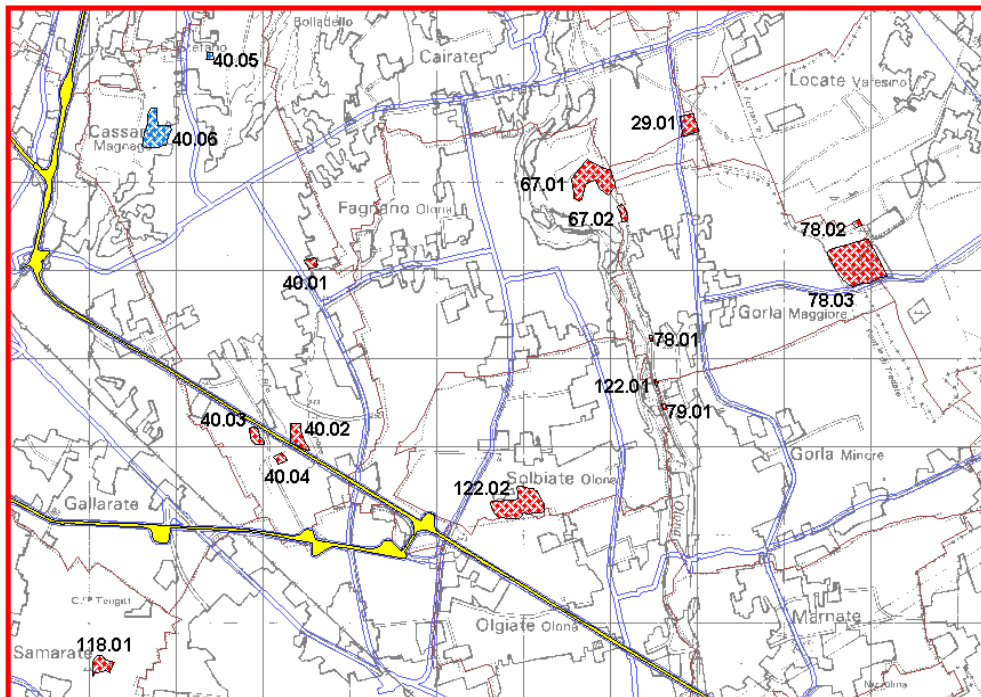 Bolladello
40.05
Cairate
Locate Varesino
29.01
40.06
Magnago
67.01
67.02
Fagnano Olona
78.02
40.01
78.03
Gorla Maggiore
78.01
122.01
79.01
40.03
40.02
40.04
Gorla Minore
122.02
Solbiate Olona
Gallarate
Olona
Olgiate Olona
Marnate
118.01
Samarate